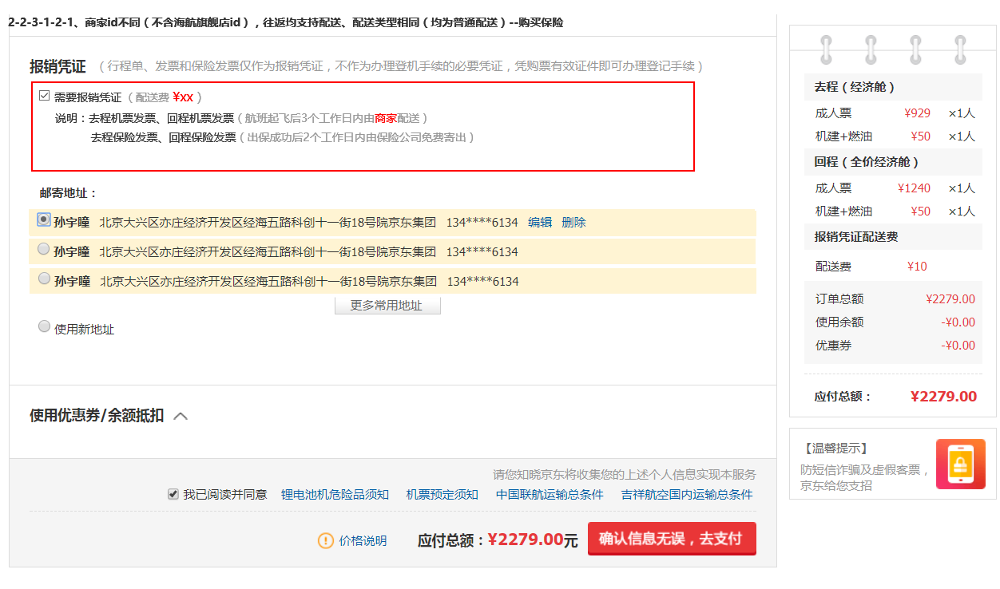 2-2-3-1-2-1、商家id不同（不含海航旗舰店id），往返均支持配送、配送类型相同（均为普通配送）--购买保险
报销凭证 （行程单、发票和保险发票仅作为报销凭证，不作为办理登机手续的必要凭证，凭购票有效证件即可办理登记手续）
需要报销凭证（配送费 ¥xx ）
说明：去程机票发票、回程机票发票（航班起飞后3个工作日内由商家配送）
去程保险发票、回程保险发票（出保成功后2个工作日内由保险公司免费寄出）
邮寄地址：
孙宇瞳 北京大兴区亦庄经济开发区经海五路科创十一街18号院京东集团 134****6134 编辑 删除
孙宇瞳 北京大兴区亦庄经济开发区经海五路科创十一街18号院京东集团 134****6134
孙宇瞳 北京大兴区亦庄经济开发区经海五路科创十一街18号院京东集团 134****6134
更多常用地址
使用新地址
使用优惠券/余额抵扣
请您知晓京东将收集您的上述个人信息实现本服务
我已阅读并同意 锂电池机危险品须知 机票预定须知 中国联航运输总条件 吉祥航空国内运输总条件
价格说明 应付总额：¥2279.00元 确认信息无误，去支付
去程（经济舱）
成人票 ¥929 ×1人
机建+燃油 ¥50 ×1人
回程（全价经济舱）
成人票 ¥1240 ×1人
机建+燃油 ¥50 ×1人
报销凭证配送费
配送费 ¥10
订单总额 ¥2279.00
使用余额 -¥0.00
优惠券 -¥0.00
应付总额： ¥2279.00
【温馨提示】
防短信诈骗及虚假客票，
京东给您支招